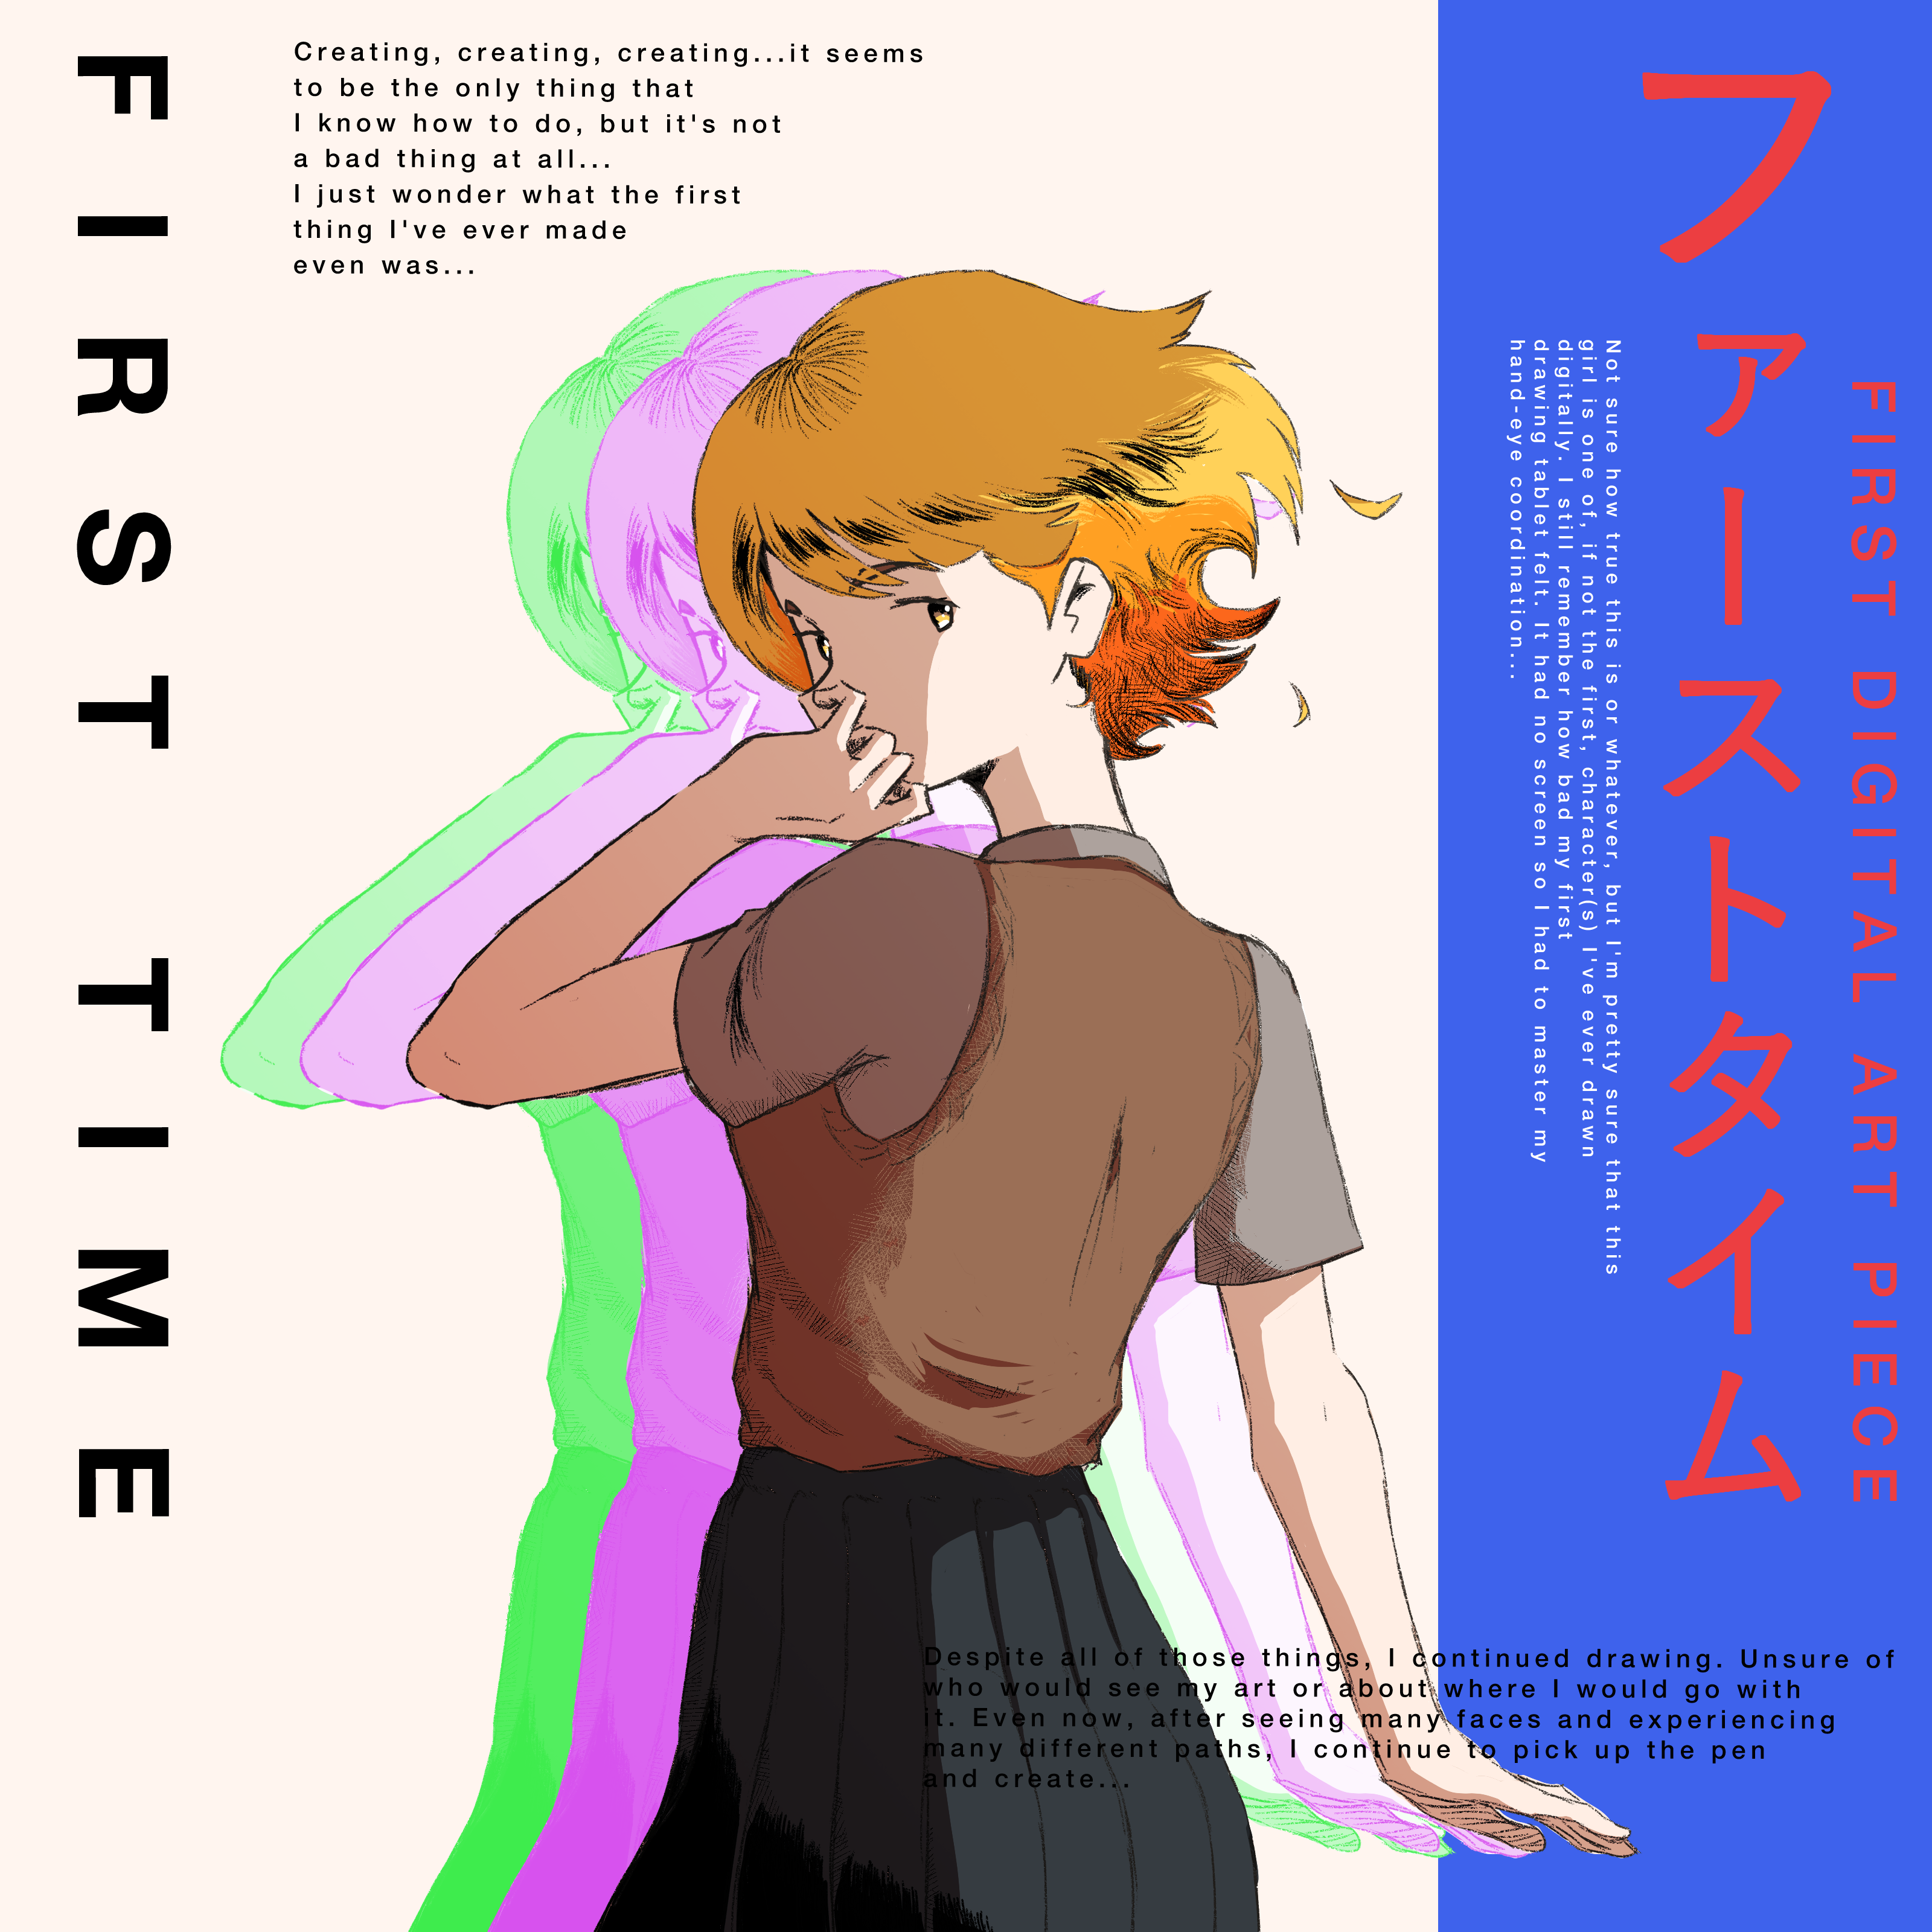 FIRST TIME
Creating, creating, creating...it seems
to be the only thing that
I know how to do, but it's not
a bad thing at all...
I just wonder what the first
thing I've ever made
even was...
ファーストタイム
FIRST DIGITAL ART PIECE
Not sure how true this is or whatever, but I'm pretty sure that this
girl is one of, if not the first, character(s) I've ever drawn
digitally. I still remember how bad my first
drawing tablet felt. It had no screen so I had to master my
hand-eye coordination...
Despite all of those things, I continued drawing. Unsure of
who would see my art or about where I would go with
it. Even now, after seeing many faces and experiencing
many different paths, I continue to pick up the pen
and create...